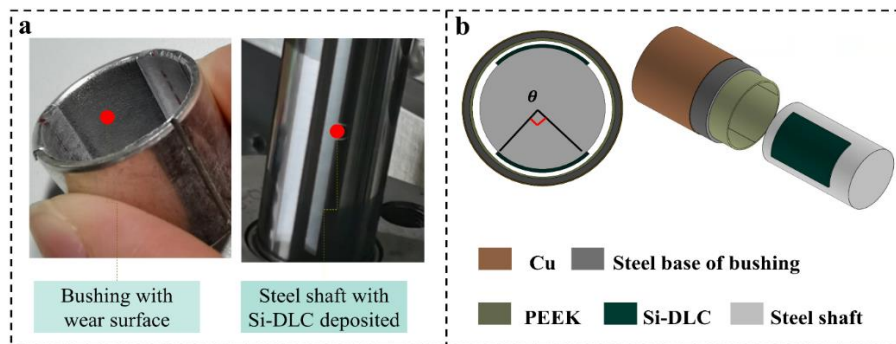 a
Bushing with
wear surface
Steel shaft with
Si-DLC deposited
b
θ
Cu
Steel base of bushing
PEEK
Si-DLC
Steel shaft